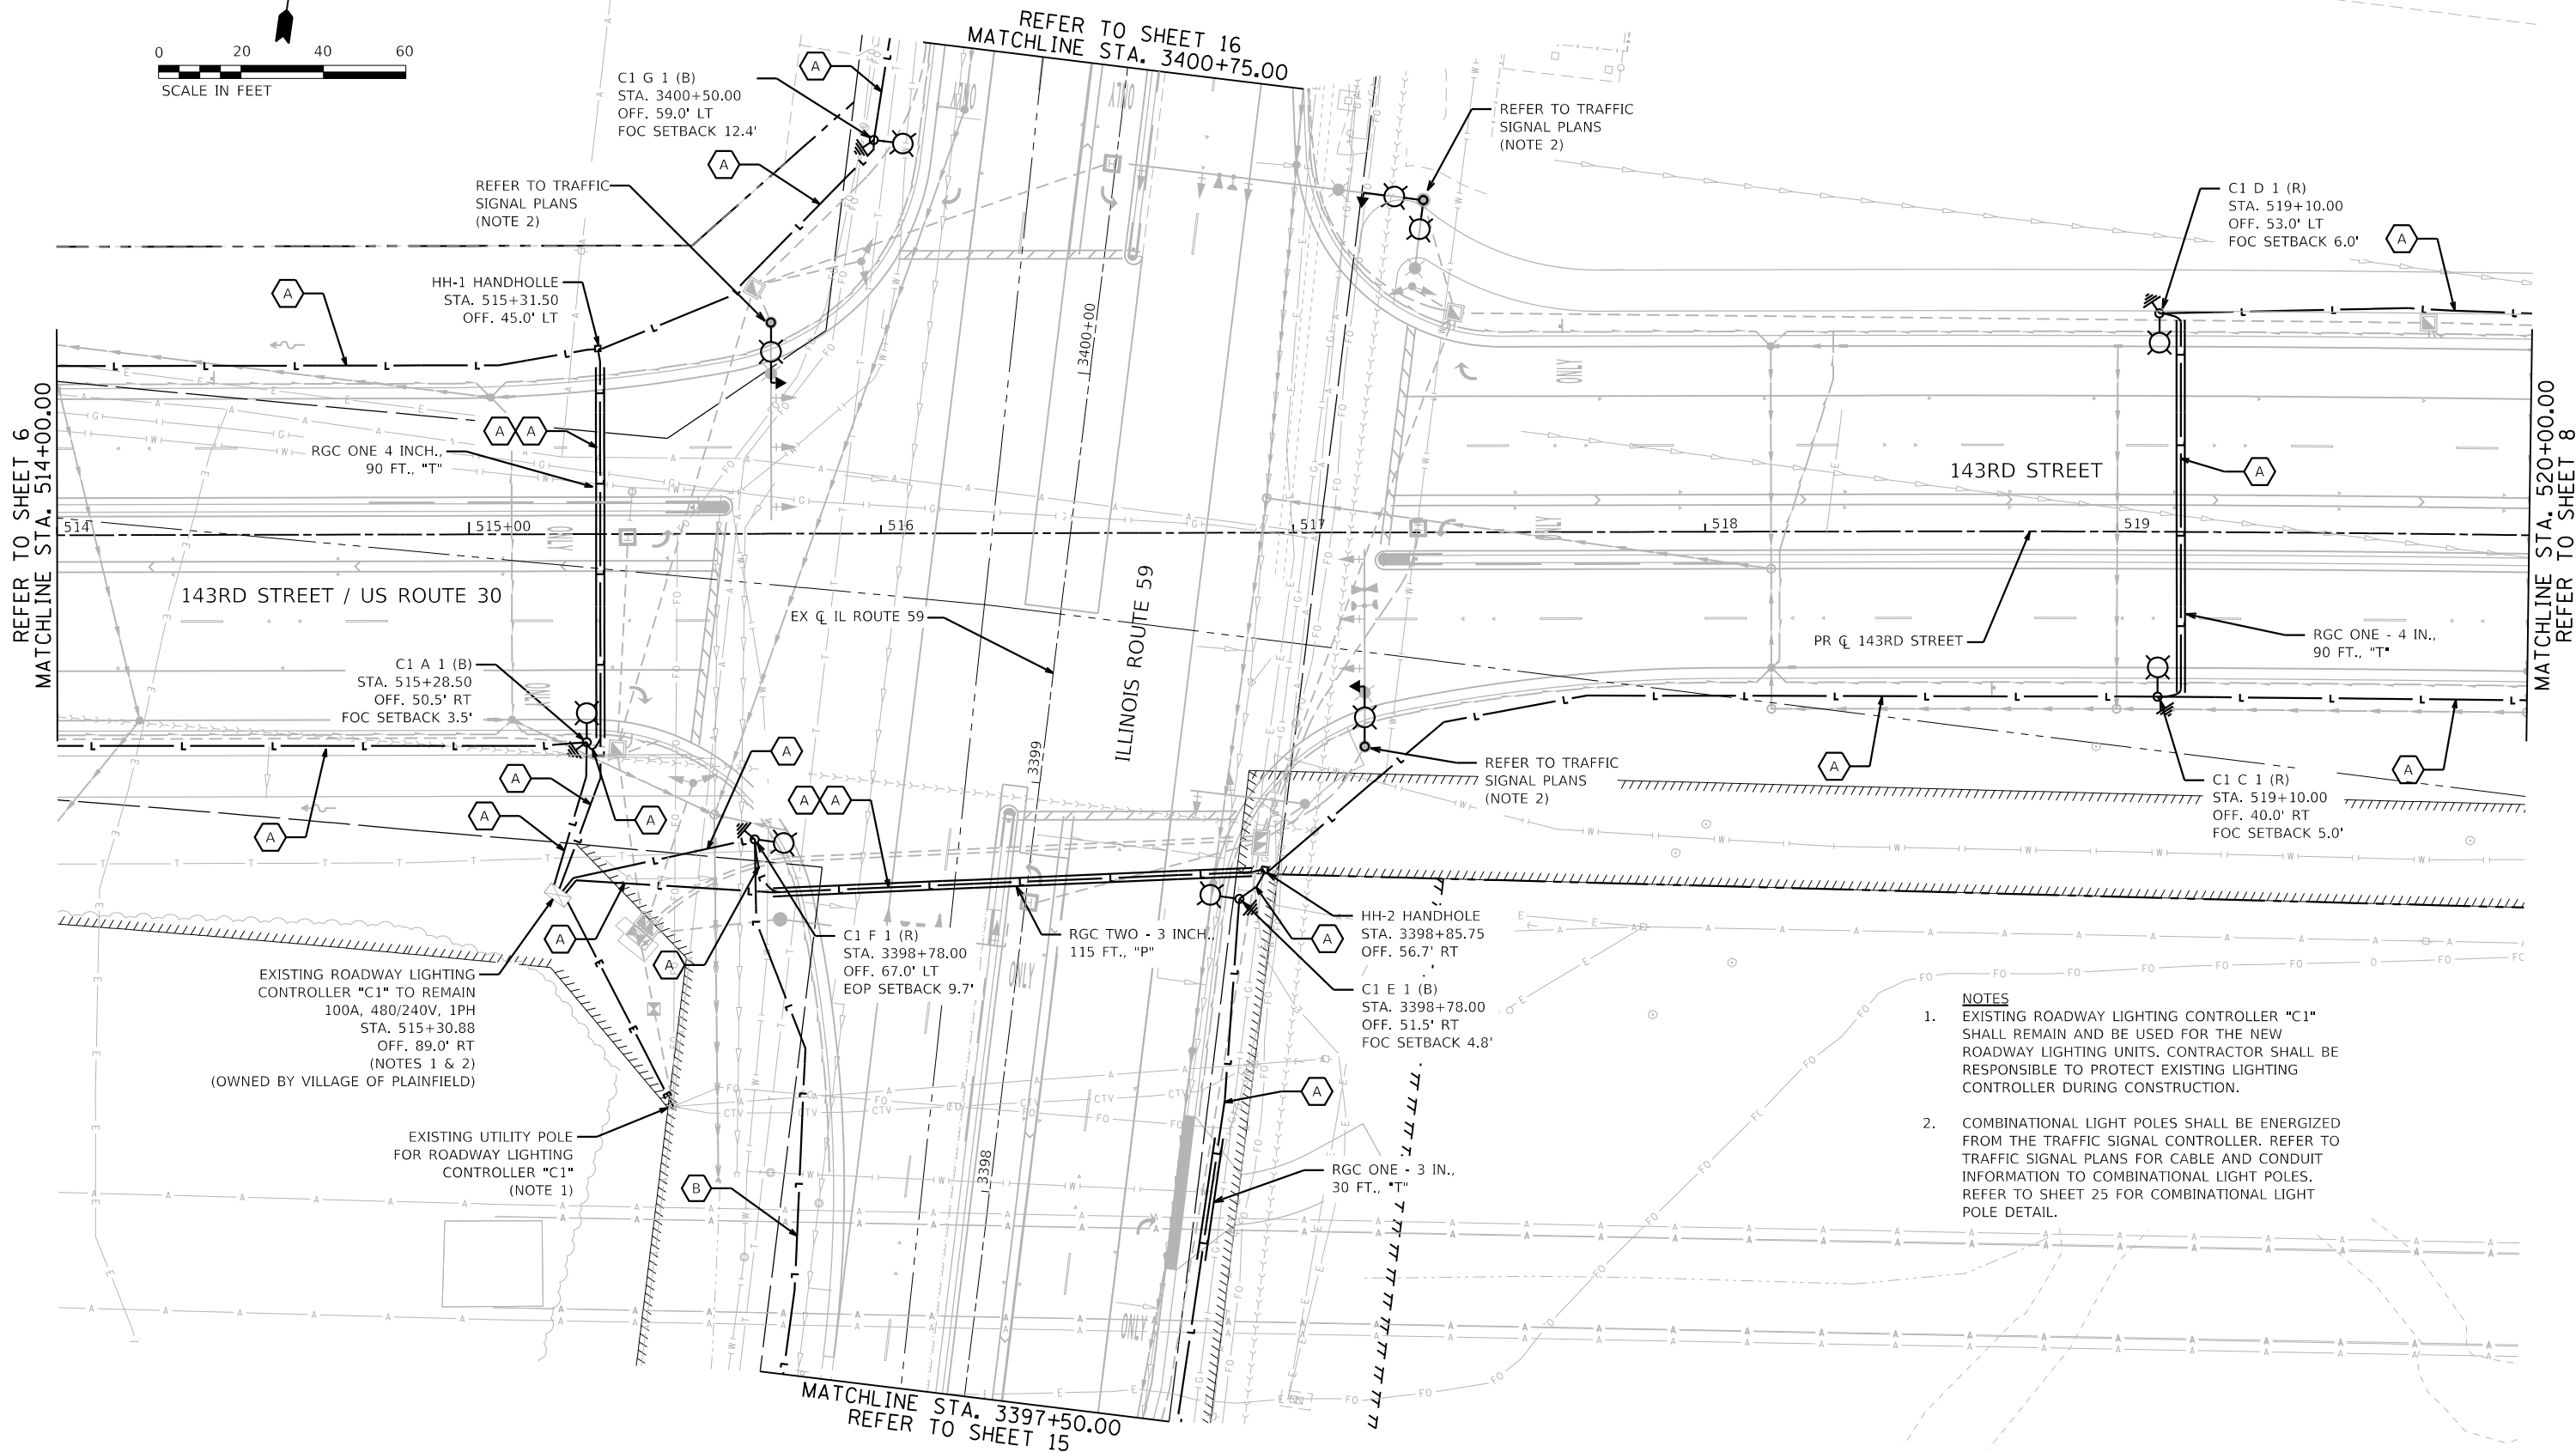 0 20 40 60
SCALE IN FEET
REFER TO SHEET 16
MATCHLINE STA. 3400+75.00
C1 G 1 (B)
STA. 3400+50.00
OFF. 59.0' LT
FOC SETBACK 12.4'
A
A
REFER TO TRAFFIC
SIGNAL PLANS
(NOTE 2)
REFER TO TRAFFIC
SIGNAL PLANS
(NOTE 2)
C1 D 1 (R)
STA. 519+10.00
OFF. 53.0' LT
FOC SETBACK 6.0'
A
HH-1 HANDHOLLE
STA. 515+31.50
OFF. 45.0' LT
A
3400+00
ONLY
A A
RGC ONE 4 INCH.,
90 FT., "T"
REFER TO SHEET 6
MATCHLINE STA. 514+00.00
143RD STREET
A
MATCHLINE STA. 520+00.00
REFER TO SHEET 8
514
515+00
516
517
518
519
143RD STREET / US ROUTE 30
EX ℄ IL ROUTE 59
ILLINOIS ROUTE 59
PR ℄ 143RD STREET
RGC ONE - 4 IN.,
90 FT., "T"
C1 A 1 (B)
STA. 515+28.50
OFF. 50.5' RT
FOC SETBACK 3.5'
3399
A
A
A
A
A
A A
REFER TO TRAFFIC
SIGNAL PLANS
(NOTE 2)
A
C1 C 1 (R)
STA. 519+10.00
OFF. 40.0' RT
FOC SETBACK 5.0'
A
A
A
C1 F 1 (R)
STA. 3398+78.00
OFF. 67.0' LT
EOP SETBACK 9.7'
RGC TWO - 3 INCH.,
115 FT., "P"
A
HH-2 HANDHOLE
STA. 3398+85.75
OFF. 56.7' RT
C1 E 1 (B)
STA. 3398+78.00
OFF. 51.5' RT
FOC SETBACK 4.8'
EXISTING ROADWAY LIGHTING
CONTROLLER "C1" TO REMAIN
100A, 480/240V, 1PH
STA. 515+30.88
OFF. 89.0' RT
(NOTES 1 & 2)
(OWNED BY VILLAGE OF PLAINFIELD)
EXISTING UTILITY POLE
FOR ROADWAY LIGHTING
CONTROLLER "C1"
(NOTE 1)
B
3398
ONLY
A
RGC ONE - 3 IN.,
30 FT., "T"
NOTES
1. EXISTING ROADWAY LIGHTING CONTROLLER "C1"
SHALL REMAIN AND BE USED FOR THE NEW
ROADWAY LIGHTING UNITS. CONTRACTOR SHALL BE
RESPONSIBLE TO PROTECT EXISTING LIGHTING
CONTROLLER DURING CONSTRUCTION.
2. COMBINATIONAL LIGHT POLES SHALL BE ENERGIZED
FROM THE TRAFFIC SIGNAL CONTROLLER. REFER TO
TRAFFIC SIGNAL PLANS FOR CABLE AND CONDUIT
INFORMATION TO COMBINATIONAL LIGHT POLES.
REFER TO SHEET 25 FOR COMBINATIONAL LIGHT
POLE DETAIL.
MATCHLINE STA. 3397+50.00
REFER TO SHEET 15